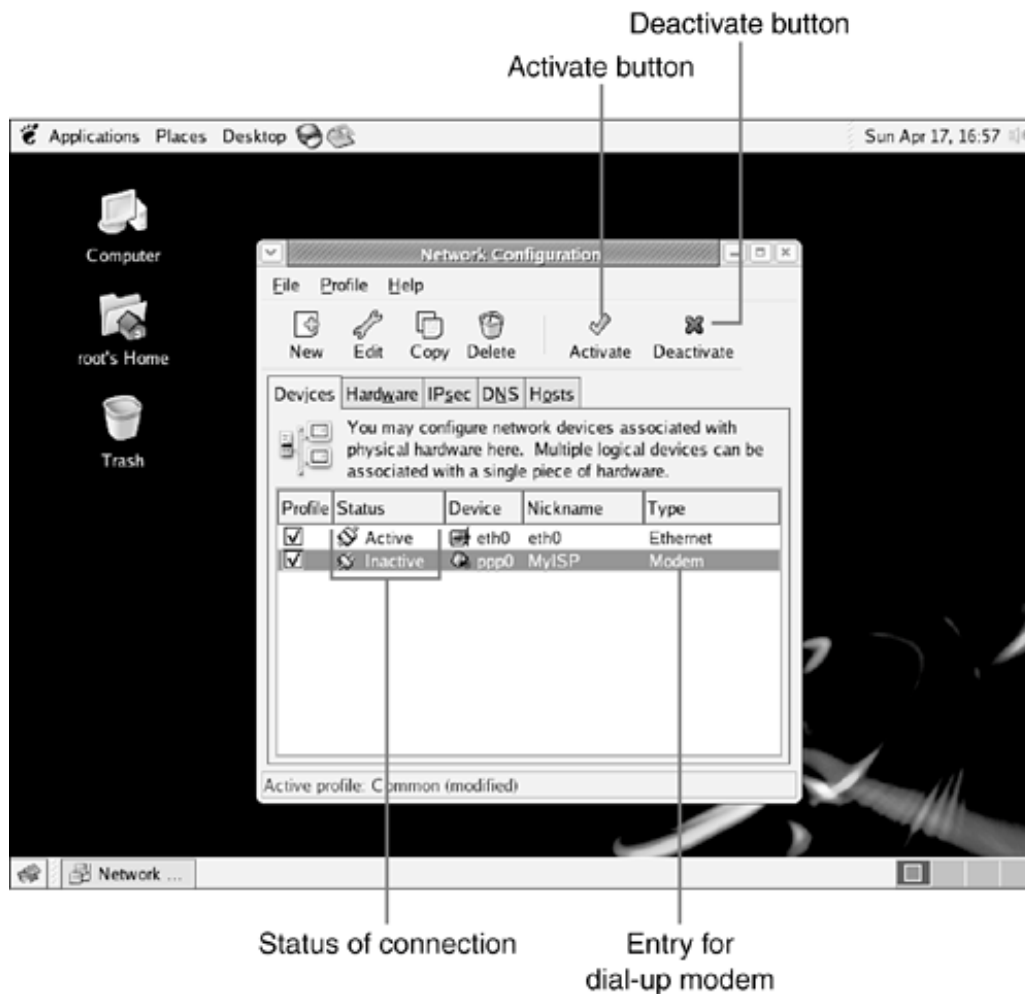 Deactivate button
Activate button
Applications Places Desktop
Sun Apr 17, 16:57
Computer
root's Home
Trash
Network Configuration
File Profile Help
New Edit Copy Delete Activate Deactivate
Devices Hardware IPsec DNS Hosts
You may configure network devices associated with
physical hardware here. Multiple logical devices can be
associated with a single piece of hardware.
Profile Status Device Nickname Type
Active eth0 eth0 Ethernet
Inactive ppp0 MyISP Modem
Active profile: Common (modified)
Network ...
Status of connection
Entry for
dial-up modem